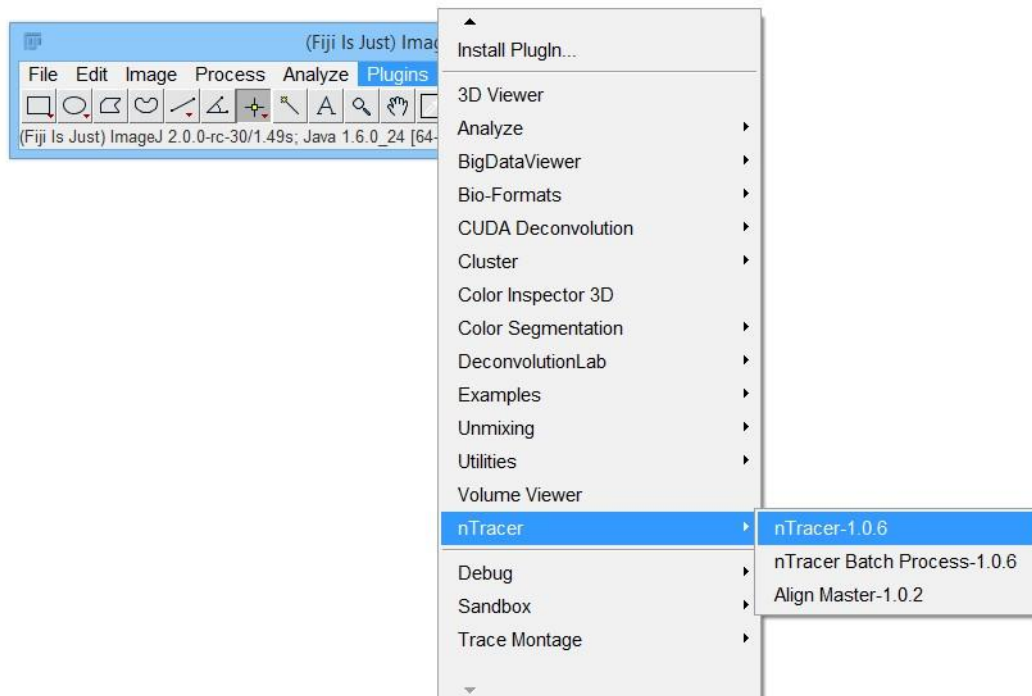 (Fiji Is Just) Imag
File Edit Image Process Analyze Plugins
A
(Fiji Is Just) ImageJ 2.0.0-rc-30/1.49s; Java 1.6.0_24 [64-
Install PlugIn...
3D Viewer
Analyze
BigDataViewer
Bio-Formats
CUDA Deconvolution
Cluster
Color Inspector 3D
Color Segmentation
DeconvolutionLab
Examples
Unmixing
Utilities
Volume Viewer
nTracer
nTracer-1.0.6
nTracer Batch Process-1.0.6
Align Master-1.0.2
Debug
Sandbox
Trace Montage